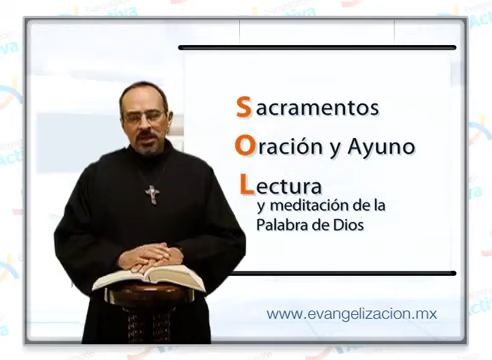 Sacramentos
Oración y Ayuno
Lectura
y meditación de la
Palabra de Dios
www.evangelizacion.mx